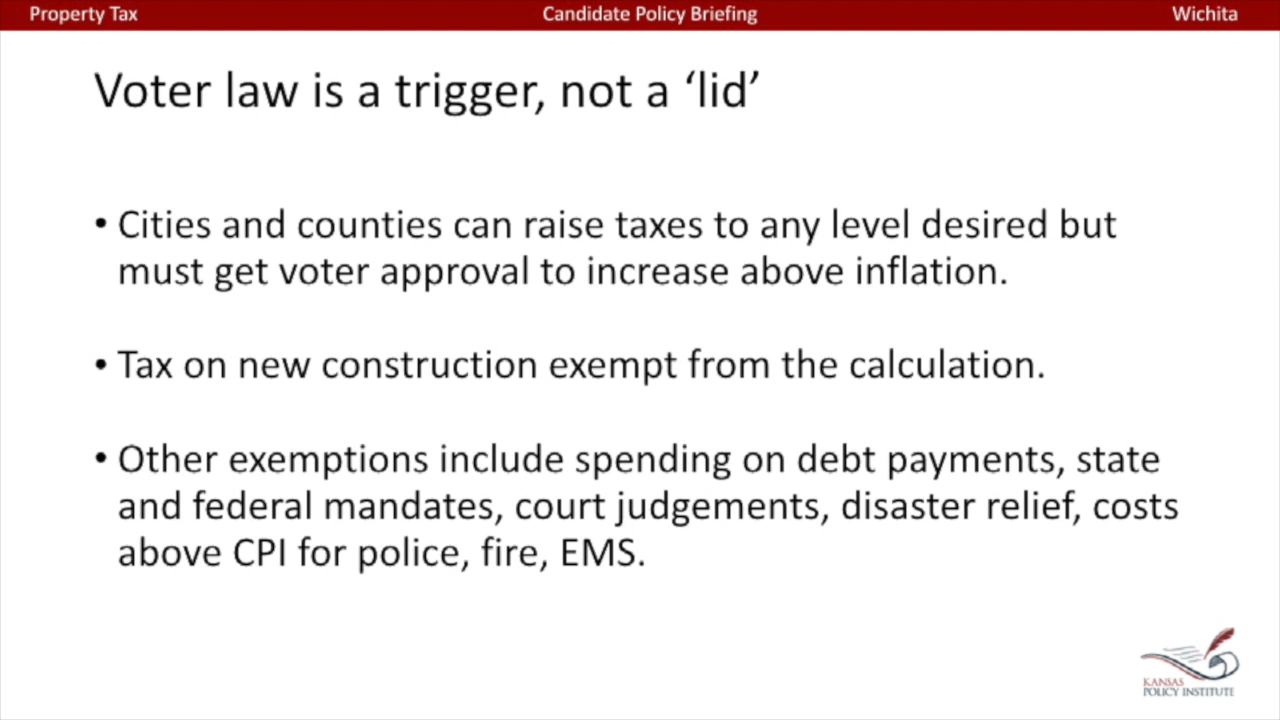 Property Tax
Candidate Policy Briefing
Wichita
Voter law is a trigger, not a ‘lid’
• Cities and counties can raise taxes to any level desired but
must get voter approval to increase above inflation.
• Tax on new construction exempt from the calculation.
• Other exemptions include spending on debt payments, state
and federal mandates, court judgements, disaster relief, costs
above CPI for police, fire, EMS.
KANSAS
POLICY INSTITUTE